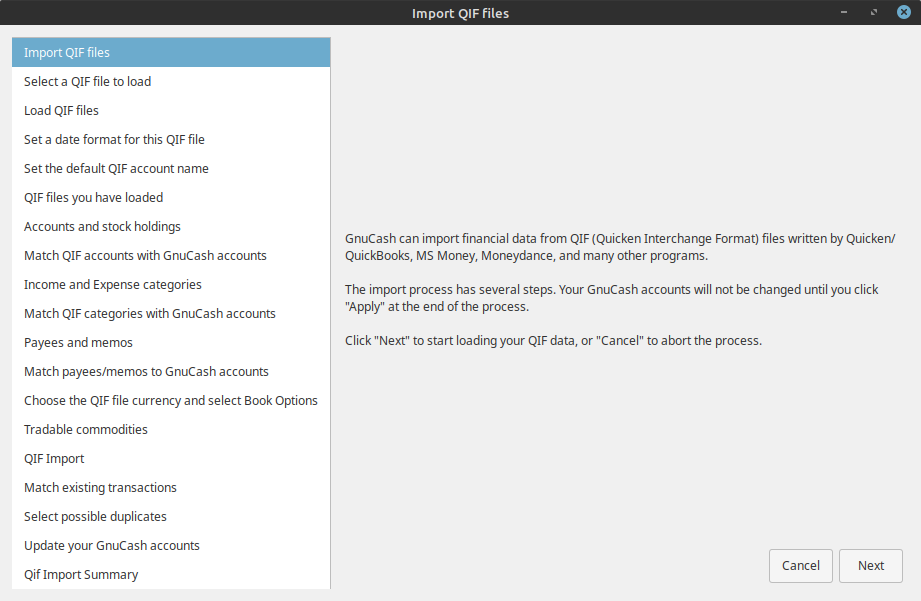 Import QIF files
Import QIF files
Select a QIF file to load
Load QIF files
Set a date format for this QIF file
Set the default QIF account name
QIF files you have loaded
Accounts and stock holdings
Match QIF accounts with GnuCash accounts
Income and Expense categories
Match QIF categories with GnuCash accounts
Payees and memos
Match payees/memos to GnuCash accounts
Choose the QIF file currency and select Book Options
Tradable commodities
QIF Import
Match existing transactions
Select possible duplicates
Update your GnuCash accounts
Qif Import Summary
GnuCash can import financial data from QIF (Quicken Interchange Format) files written by Quicken/
QuickBooks, MS Money, Moneydance, and many other programs.
The import process has several steps. Your GnuCash accounts will not be changed until you click
"Apply" at the end of the process.
Click "Next" to start loading your QIF data, or "Cancel" to abort the process.
Cancel
Next